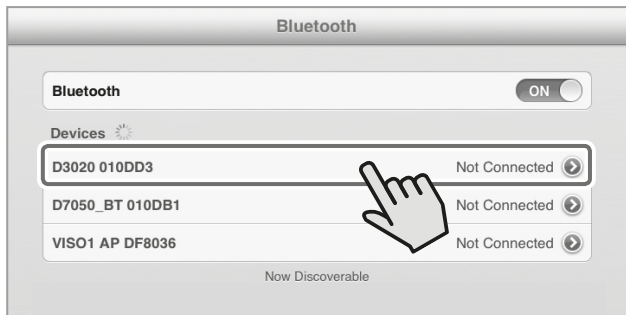 Bluetooth
Bluetooth ON
Devices
D3020 010DD3 Not Connected
D7050_BT 010DB1 Not Connected
VISO1 AP DF8036 Not Connected
Now Discoverable